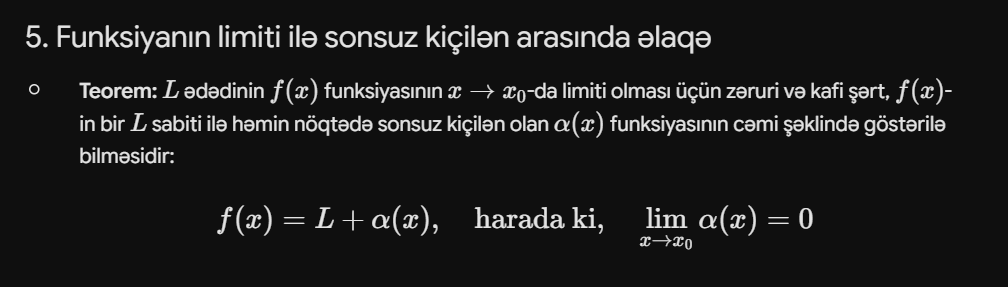 5. Funksiyanın limiti ilə sonsuz kiçilən arasında əlaqə
Teorem: L ədədinin f(x) funksiyasının x → x₀-da limiti olması üçün zəruri və kafi şərt, f(x)-
in bir L sabiti ilə həmin nöqtədə sonsuz kiçilən olan α(x) funksiyasının cəmi şəklində göstərilə
bilməsidir:
f(x) = L + α(x), harada ki, lim α(x) = 0
x→x₀